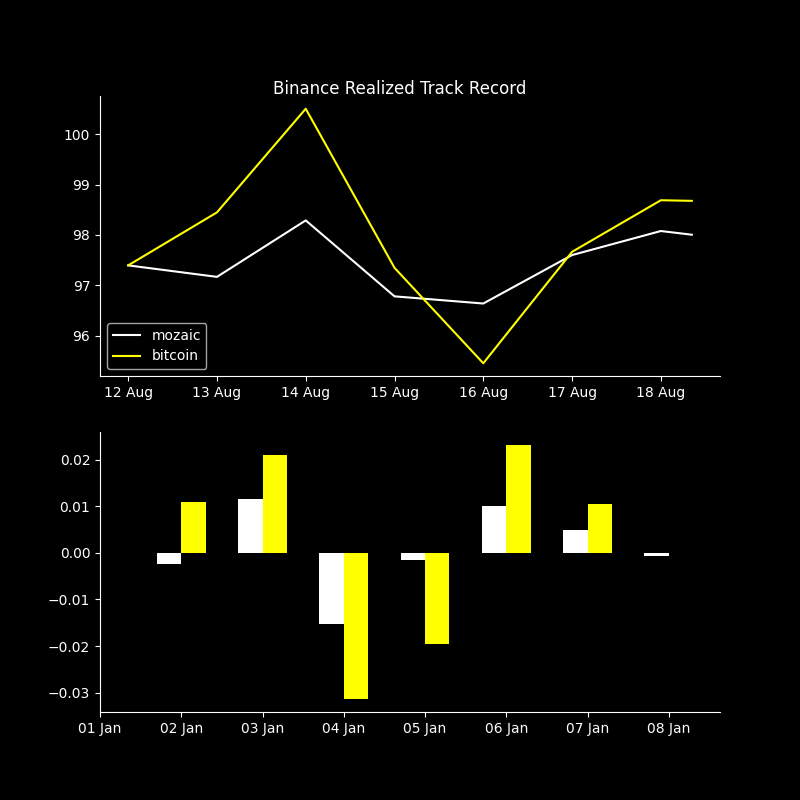 Binance Realized Track Record
100
99
98
97
96
mozaic
bitcoin
12 Aug 13 Aug 14 Aug 15 Aug 16 Aug 17 Aug 18 Aug
0.02
0.01
0.00
−0.01
−0.02
−0.03
01 Jan 02 Jan 03 Jan 04 Jan 05 Jan 06 Jan 07 Jan 08 Jan